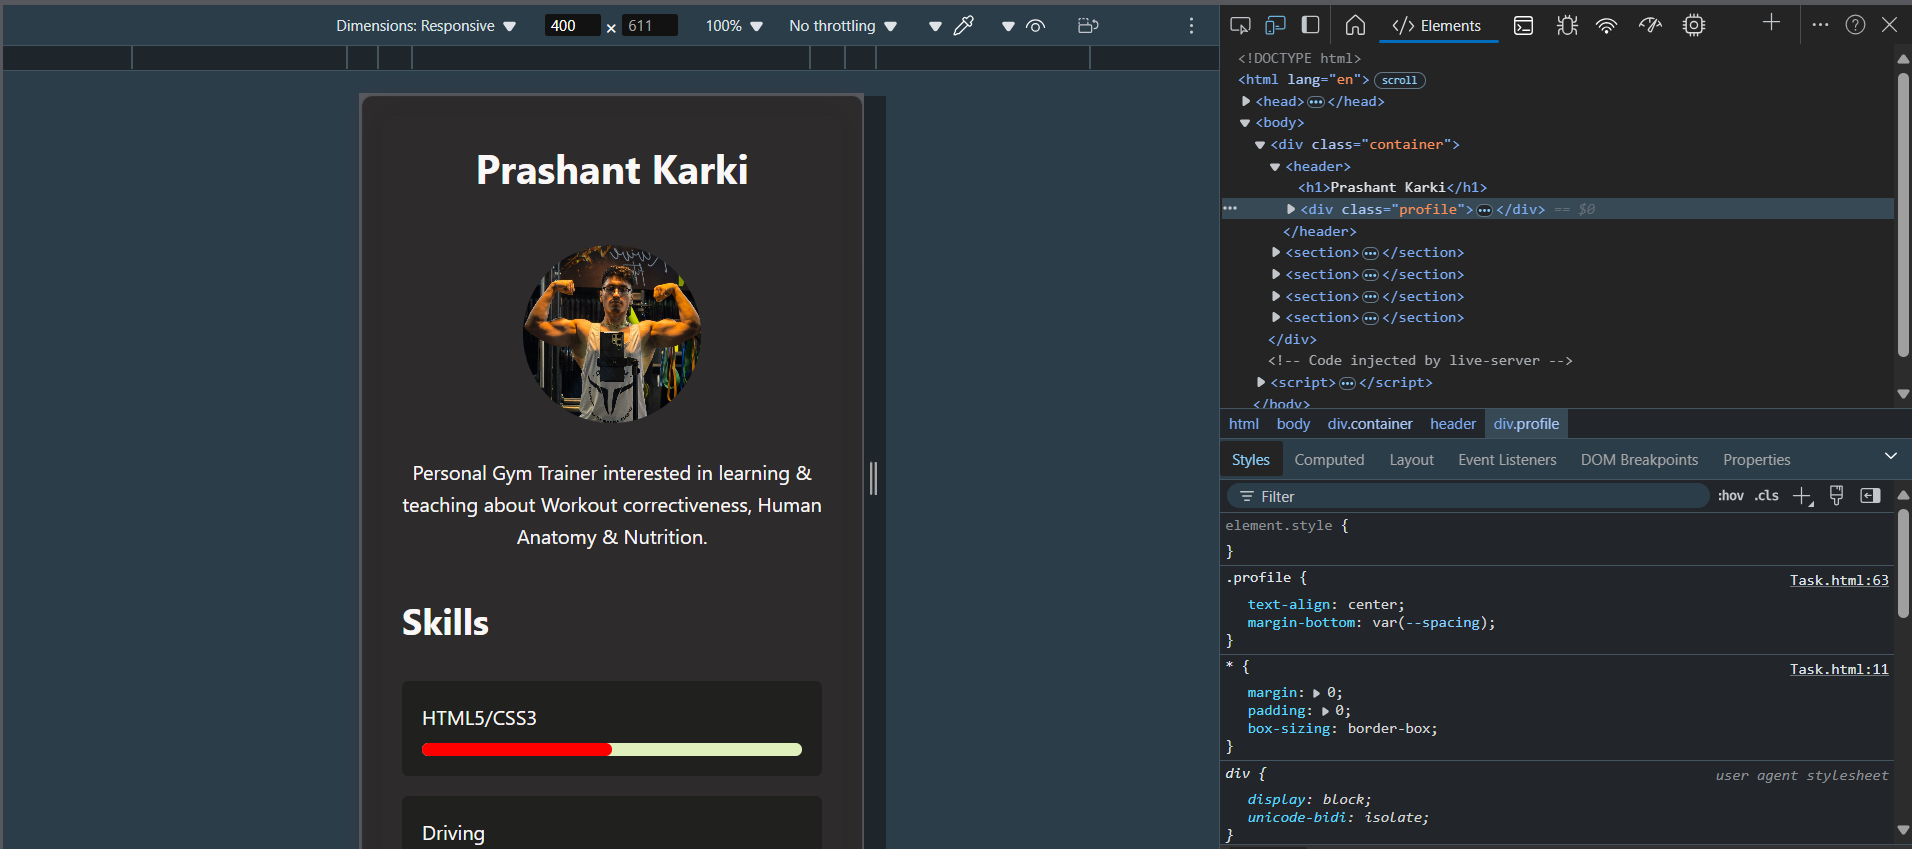 Dimensions: Responsive 400 × 611 100% No throttling
Elements
Prashant Karki
Personal Gym Trainer interested in learning &
teaching about Workout correctiveness, Human
Anatomy & Nutrition.
Skills
HTML5/CSS3
Driving
<!DOCTYPE html>
<html lang="en"> scroll
<head> ••• </head>
<body>
<div class="container">
<header>
<h1>Prashant Karki</h1>
••• <div class="profile"> ••• </div> == $0
</header>
<section> ••• </section>
<section> ••• </section>
<section> ••• </section>
<section> ••• </section>
</div>
<!-- Code injected by live-server -->
<script> ••• </script>
</body>
html body div.container header div.profile
Styles Computed Layout Event Listeners DOM Breakpoints Properties
Filter :hov .cls
element.style {
}
.profile { Task.html:63
text-align: center;
margin-bottom: var(--spacing);
}
* { Task.html:11
margin: 0;
padding: 0;
box-sizing: border-box;
}
div { user agent stylesheet
display: block;
unicode-bidi: isolate;
}